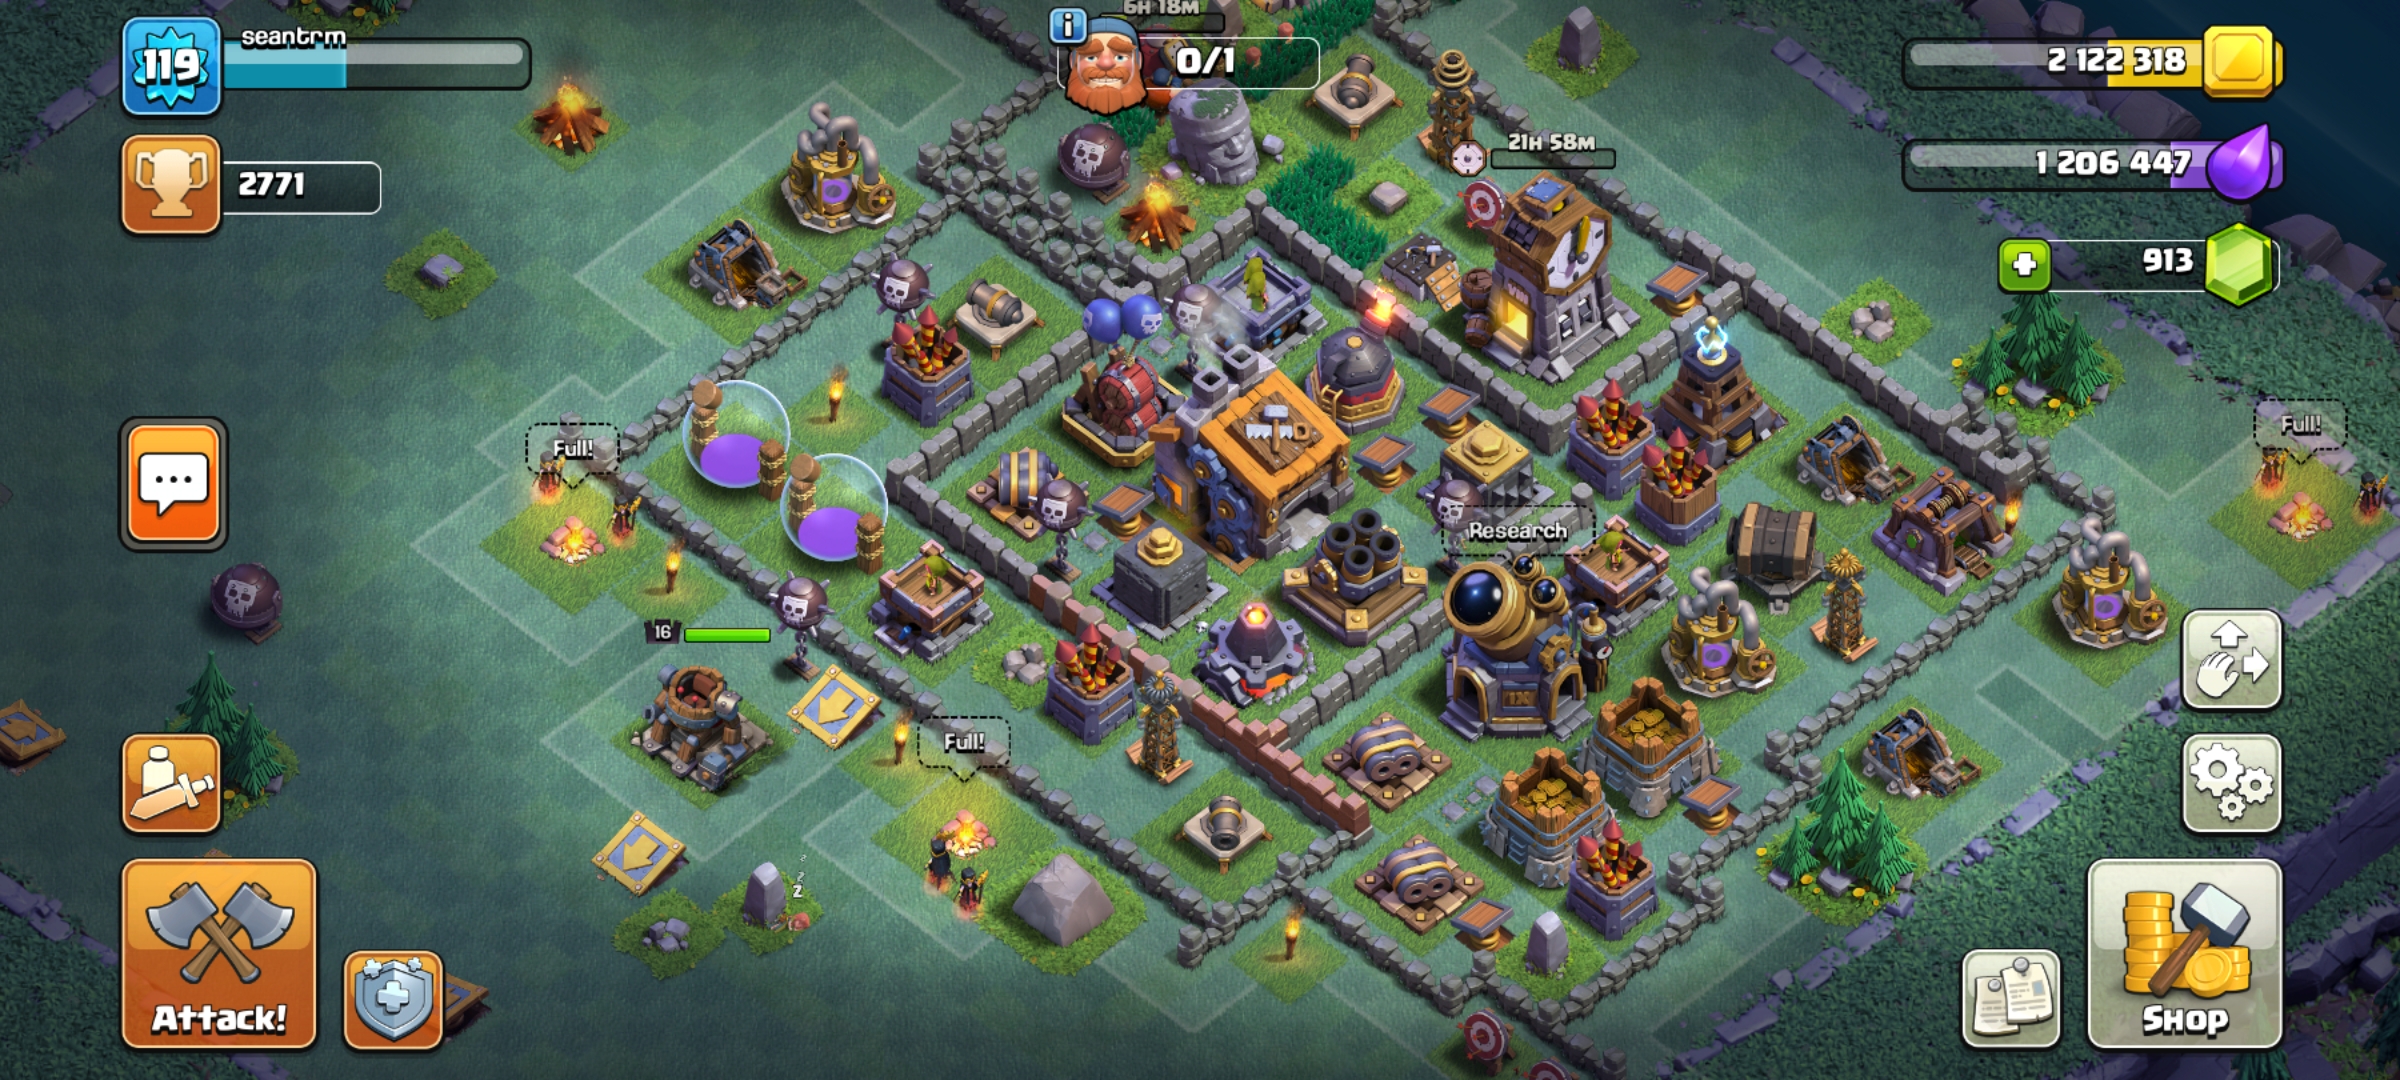 6H 18M
seantrm
119
0/1
2 122 318
21H 58M
1 206 447
2771
913
Full!
Full!
Research
16
IX
Full!
z
z
z
Attack!
Shop